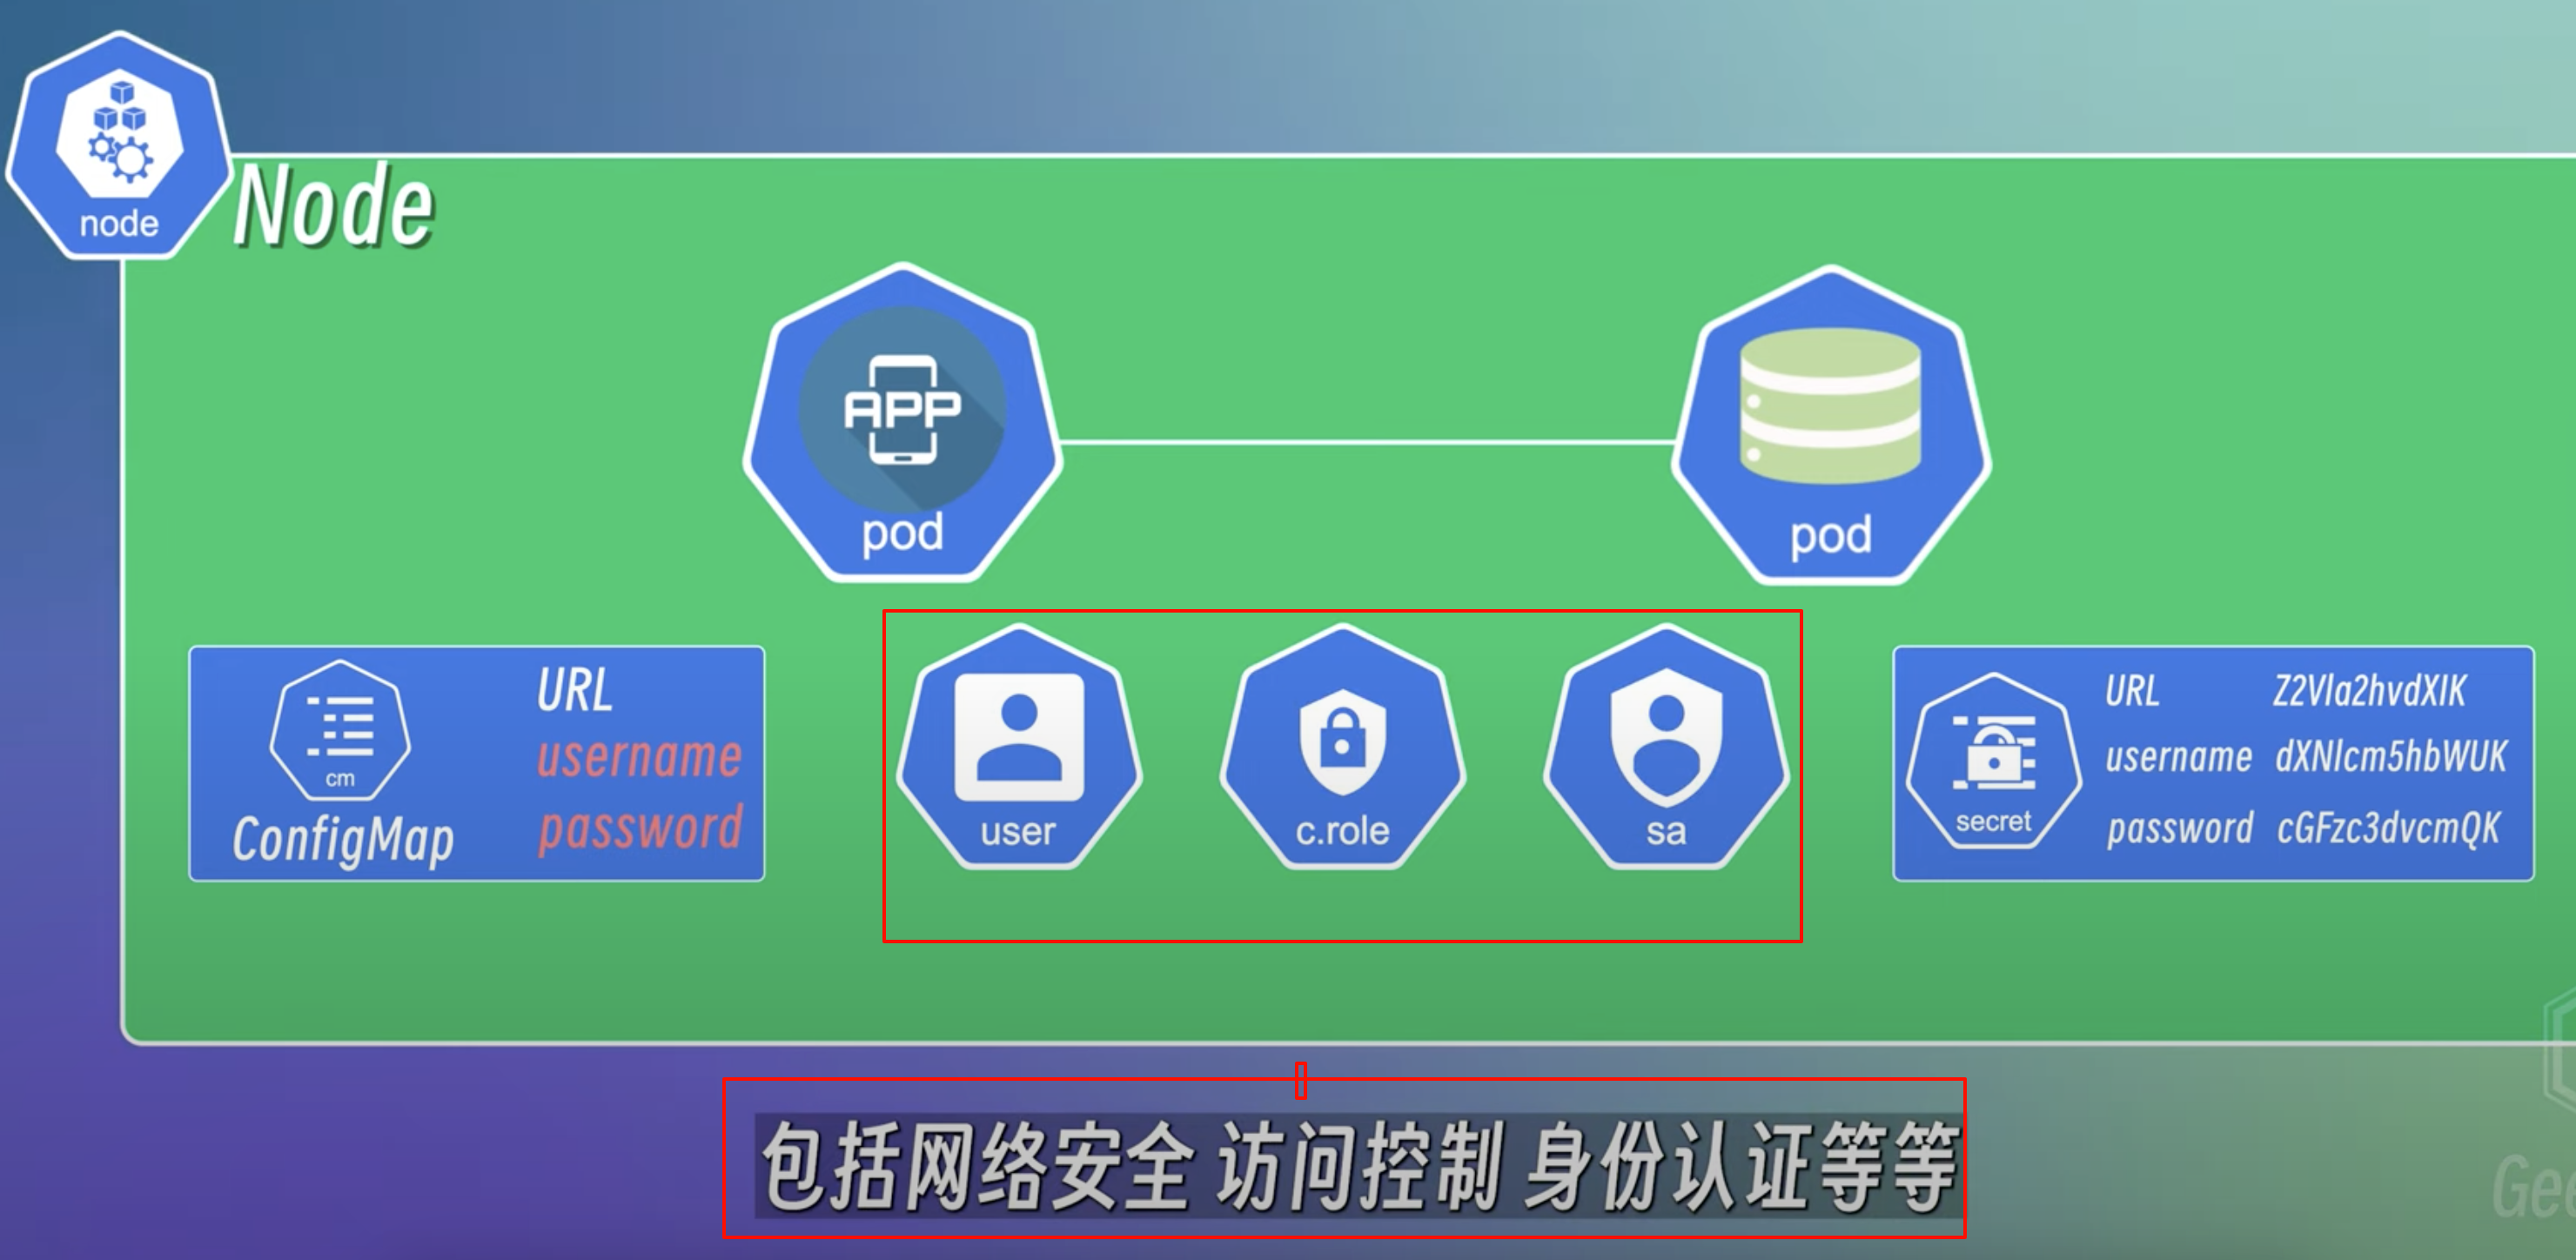 node
Node
APP
pod
pod
cm
ConfigMap
URL
username
password
user
c.role
sa
secret
URL Z2Vla2hvdXIK
username dXNlcm5hbWUK
password cGFzc3dvcmQK
包括网络安全 访问控制 身份认证等等